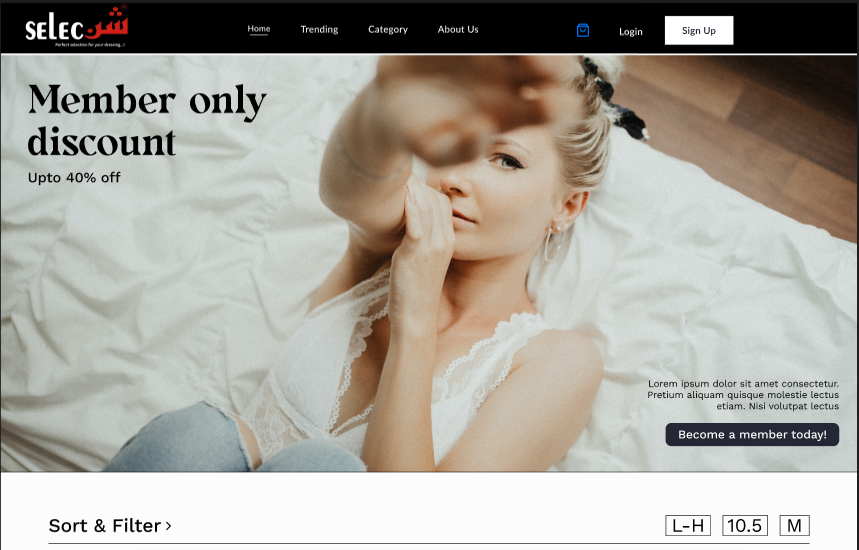 SELECشن
Perfect selection for your dressing..!
Home
Trending
Category
About Us
Login
Sign Up
Member only
discount
Upto 40% off
Lorem ipsum dolor sit amet consectetur.
Pretium aliquam quisque molestie lectus
etiam. Nisi volutpat lectus
Become a member today!
Sort & Filter ›
L-H
10.5
M